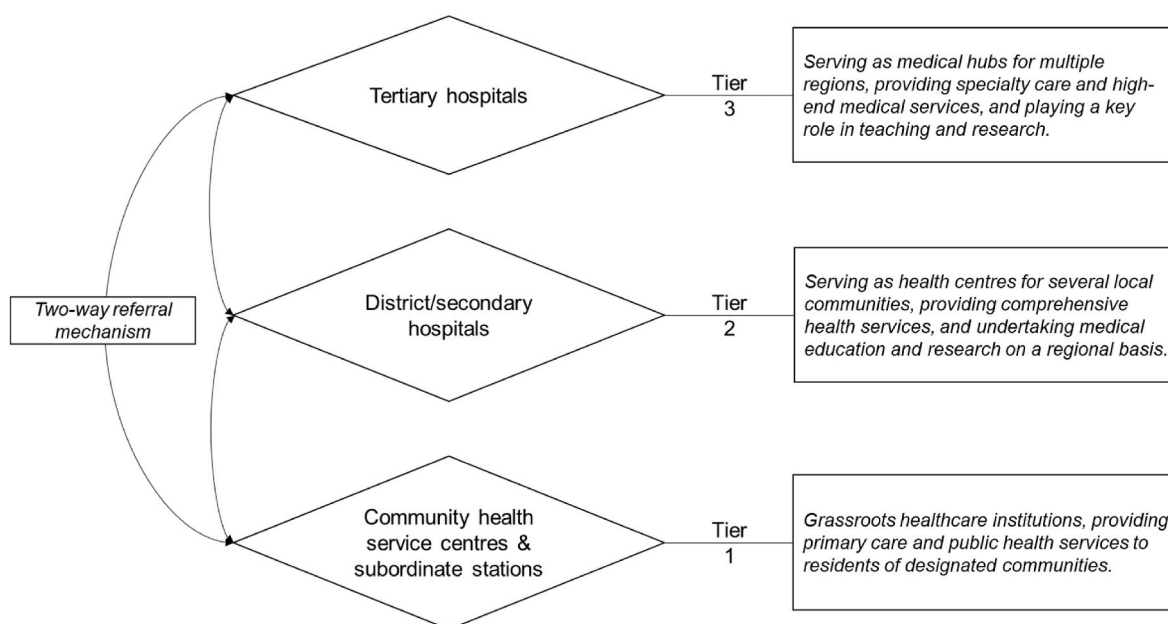 Tertiary hospitals
Tier
3
Serving as medical hubs for multiple
regions, providing specialty care and high-
end medical services, and playing a key
role in teaching and research.
Two-way referral
mechanism
District/secondary
hospitals
Tier
2
Serving as health centres for several local
communities, providing comprehensive
health services, and undertaking medical
education and research on a regional basis.
Community health
service centres &
subordinate stations
Tier
1
Grassroots healthcare institutions, providing
primary care and public health services to
residents of designated communities.